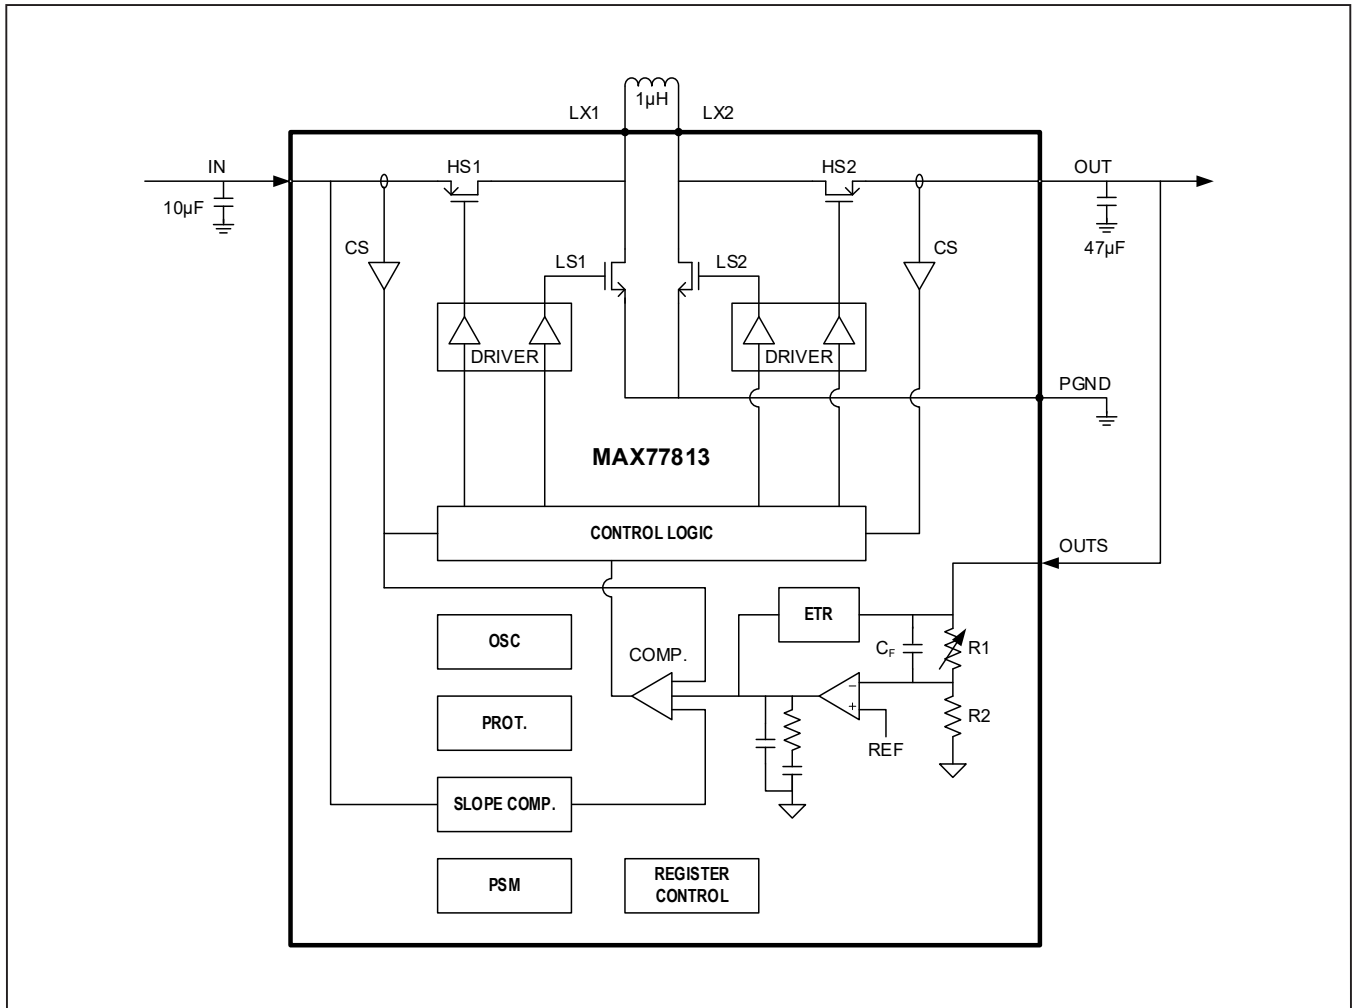 1µH
LX1
LX2
IN
HS1
HS2
OUT
10µF
CS
LS1
LS2
CS
47µF
DRIVER
DRIVER
PGND
MAX77813
CONTROL LOGIC
OUTS
ETR
OSC
COMP.
CF
R1
PROT.
−
+
REF
R2
SLOPE COMP.
PSM
REGISTER
CONTROL